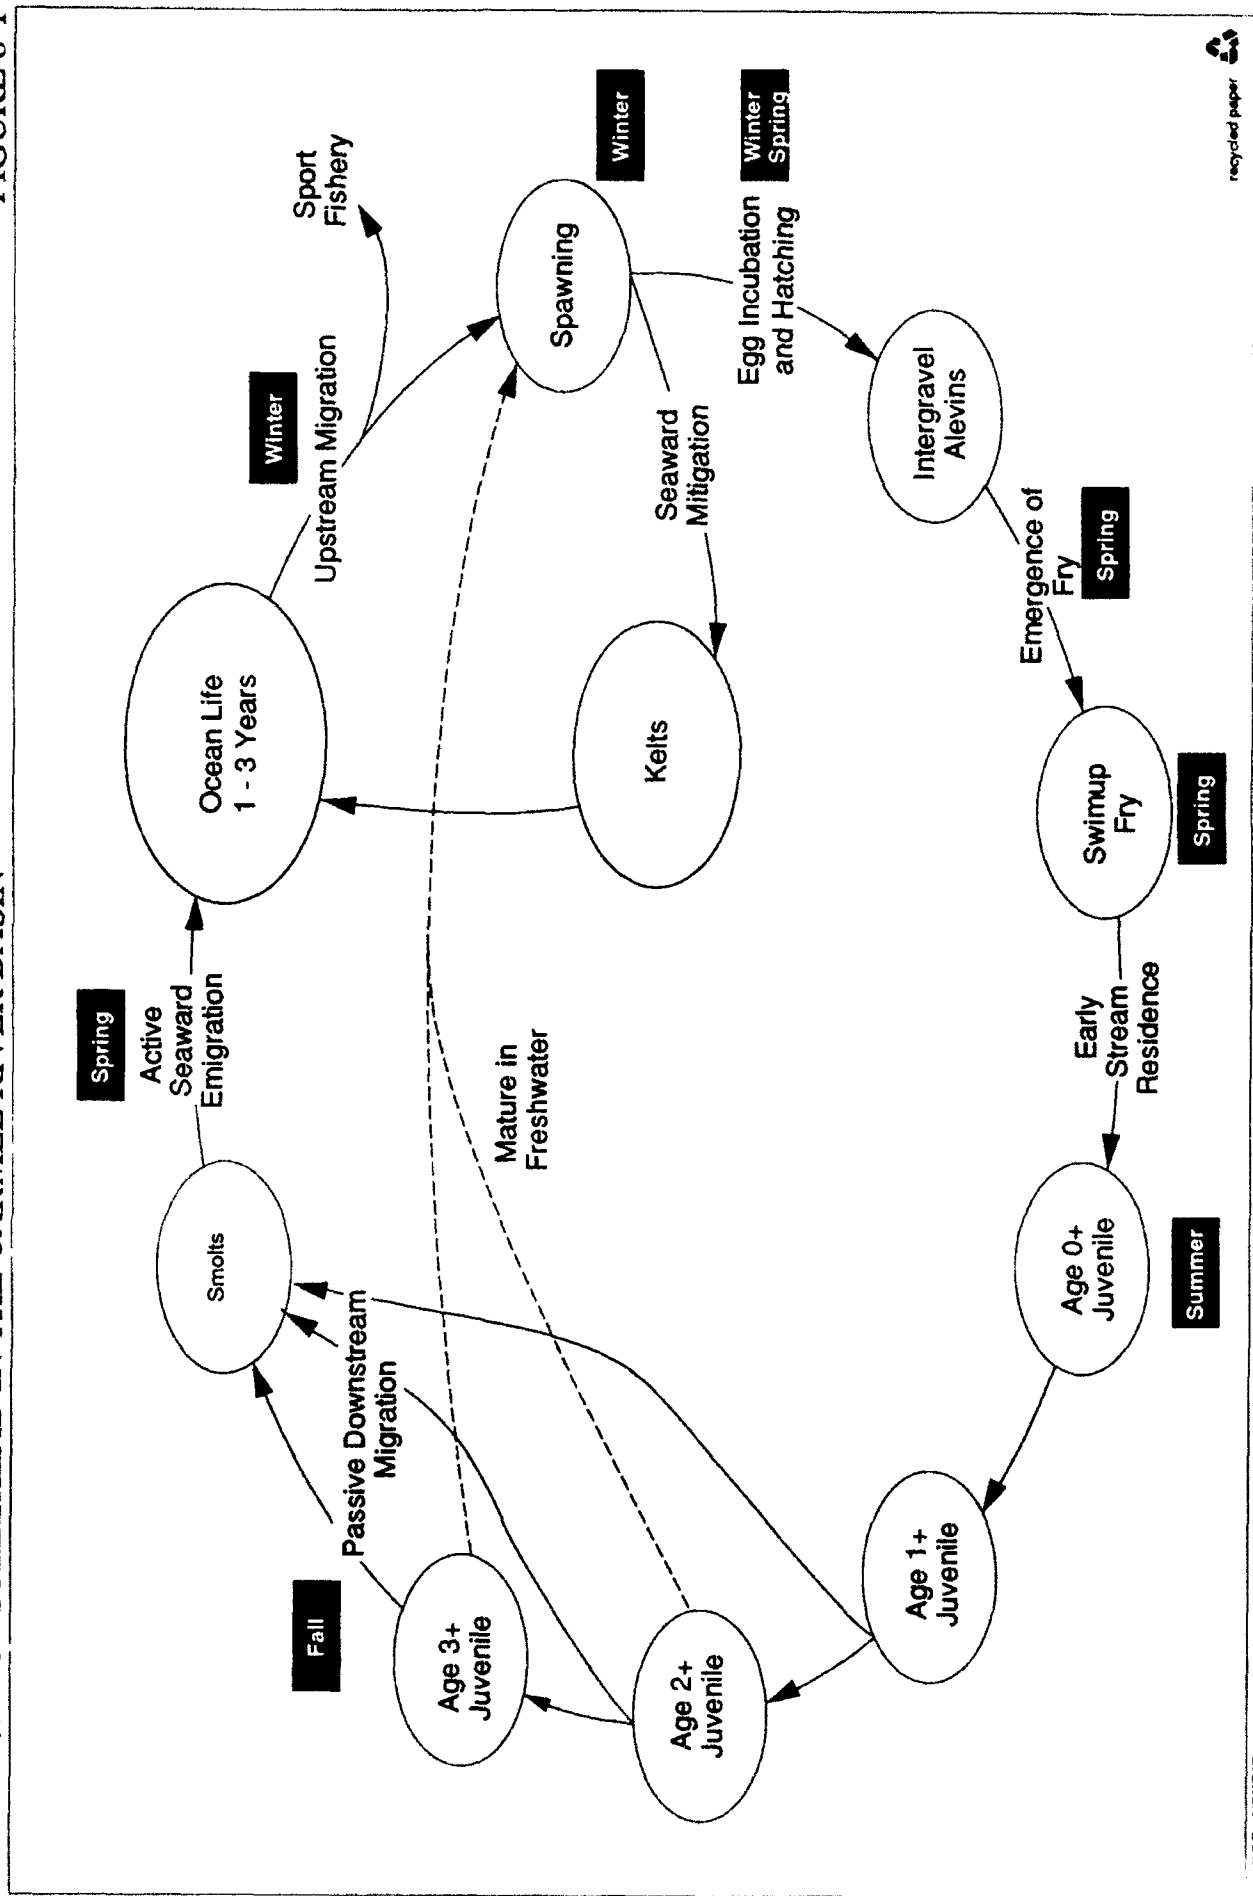 Spring
Active
Seaward
Emigration
Smolts
Ocean Life
1 - 3 Years
Winter
Upstream Migration
Sport
Fishery
Fall
Passive Downstream
Migration
Age 3+
Juvenile
Mature in
Freshwater
Spawning
Winter
Kelts
Seaward
Mitigation
Winter
Spring
Egg Incubation
and Hatching
Age 2+
Juvenile
Age 1+
Juvenile
Intergravel
Alevins
Emergence of
Fry
Spring
Age 0+
Juvenile
Summer
Early
Stream
Residence
Swimup
Fry
Spring
recycled paper